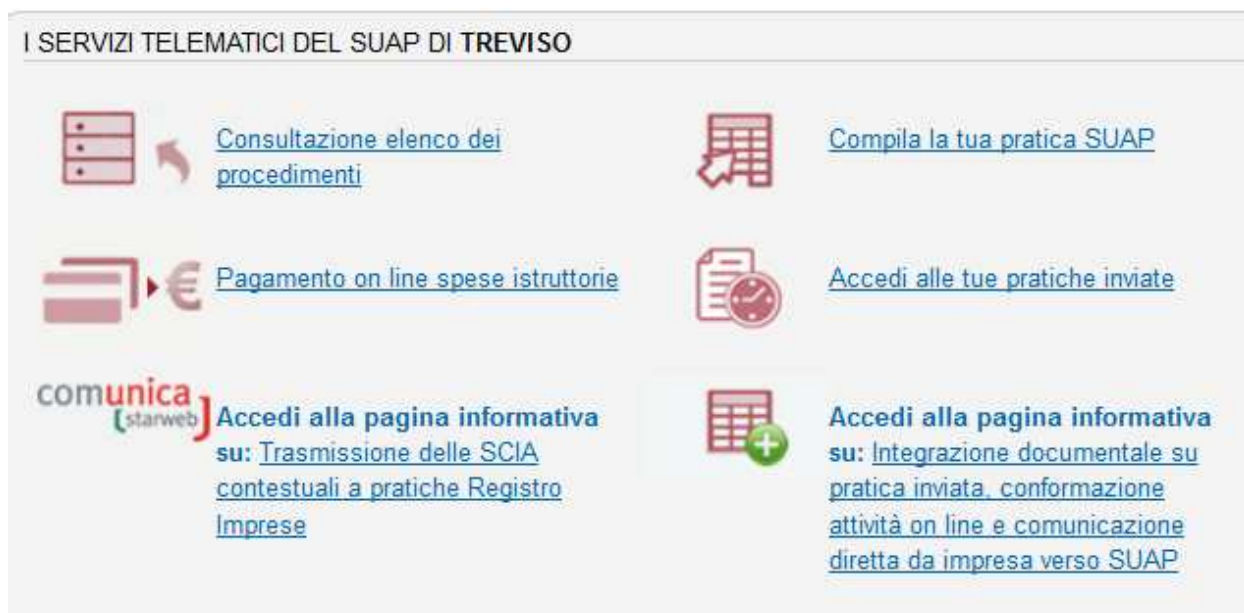 I SERVIZI TELEMATICI DEL SUAP DI TREVISO
Consultazione elenco dei
procedimenti
Compila la tua pratica SUAP
Pagamento on line spese istruttorie
Accedi alle tue pratiche inviate
comunica
starweb
Accedi alla pagina informativa
su: Trasmissione delle SCIA
contestuali a pratiche Registro
Imprese
Accedi alla pagina informativa
su: Integrazione documentale su
pratica inviata, conformazione
attività on line e comunicazione
diretta da impresa verso SUAP